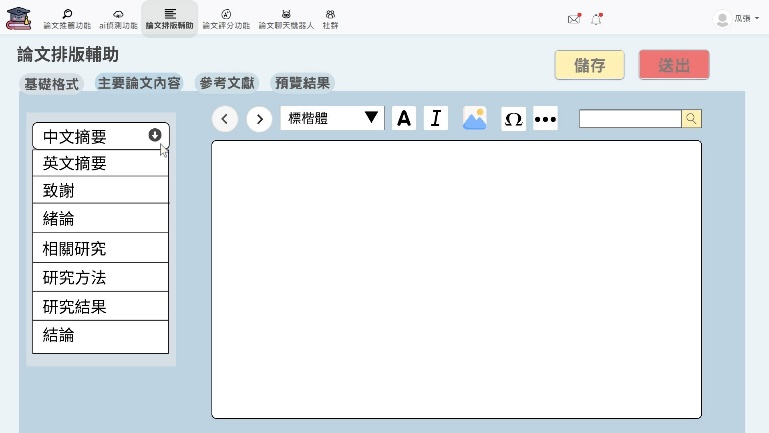 論文推薦功能 ai偵測功能 論文排版輔助 論文評分功能 論文聊天機器人 社群 瓜張
論文排版輔助
儲存 送出
基礎格式 主要論文內容 參考文獻 預覽結果
標楷體 A I Ω
中文摘要
英文摘要
致謝
緒論
相關研究
研究方法
研究結果
結論